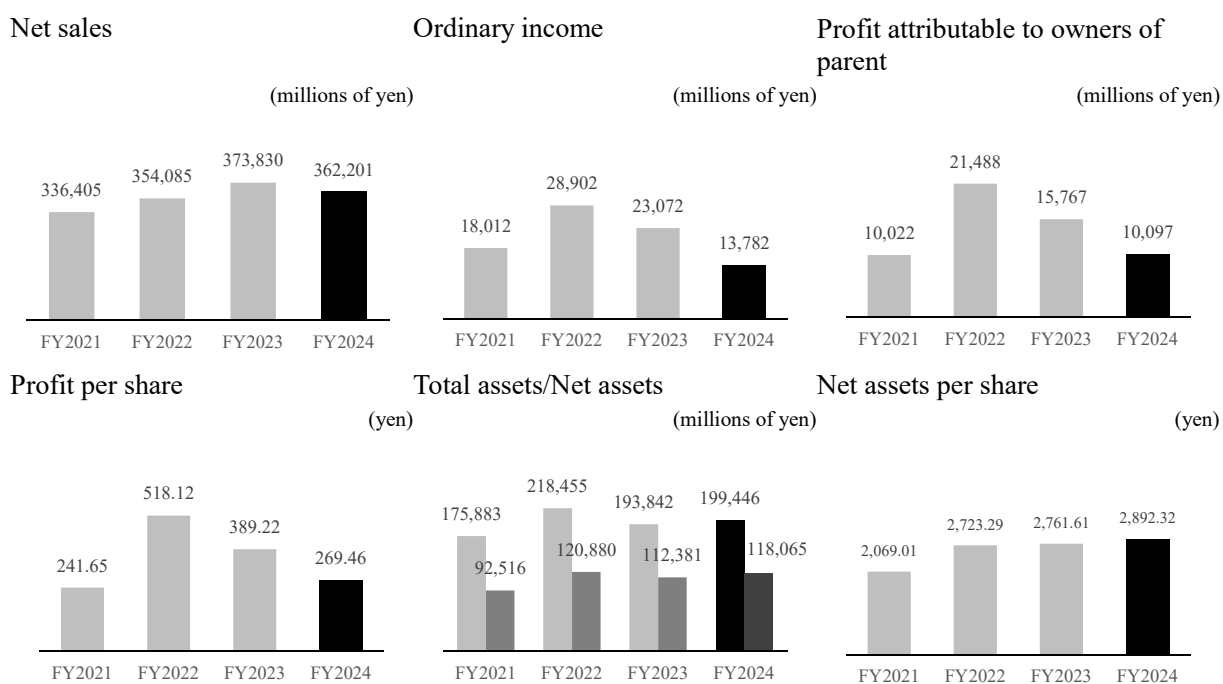 Net sales
(millions of yen)
336,405
354,085
373,830
362,201
FY2021
FY2022
FY2023
FY2024
Ordinary income
(millions of yen)
18,012
28,902
23,072
13,782
FY2021
FY2022
FY2023
FY2024
Profit attributable to owners of
parent
(millions of yen)
10,022
21,488
15,767
10,097
FY2021
FY2022
FY2023
FY2024
Profit per share
(yen)
241.65
518.12
389.22
269.46
FY2021
FY2022
FY2023
FY2024
Total assets/Net assets
(millions of yen)
175,883
92,516
218,455
120,880
193,842
112,381
199,446
118,065
FY2021
FY2022
FY2023
FY2024
Net assets per share
(yen)
2,069.01
2,723.29
2,761.61
2,892.32
FY2021
FY2022
FY2023
FY2024